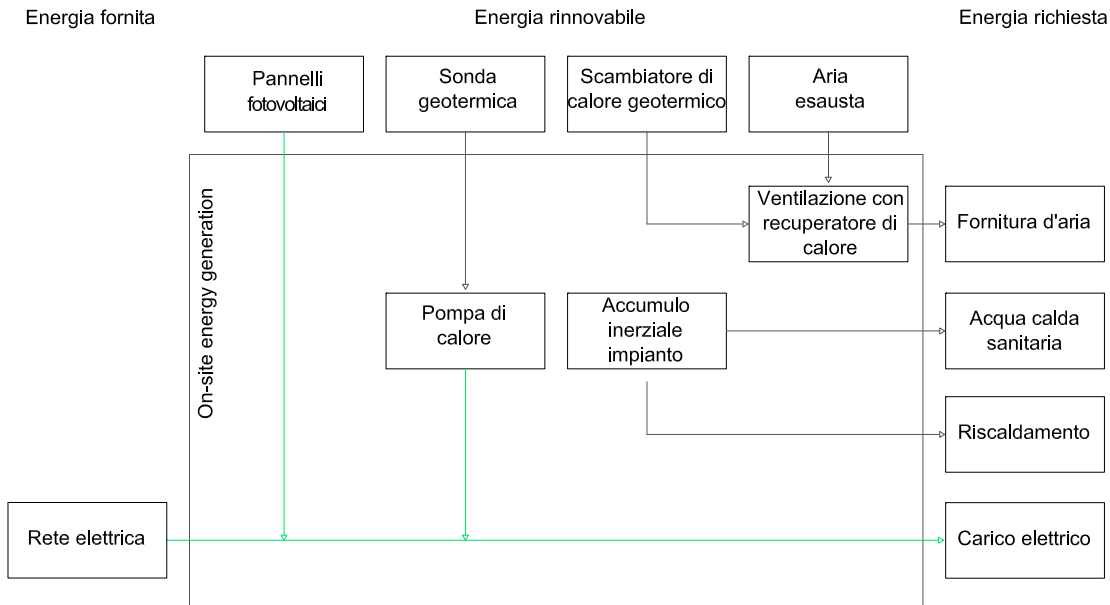 Energia fornita
Energia rinnovabile
Energia richiesta
Pannelli
fotovoltaici
Sonda
geotermica
Scambiatore di
calore geotermico
Aria
esausta
On-site energy generation
Ventilazione con
recuperatore di
calore
Fornitura d'aria
Pompa di
calore
Accumulo
inerziale
impianto
Acqua calda
sanitaria
Riscaldamento
Rete elettrica
Carico elettrico